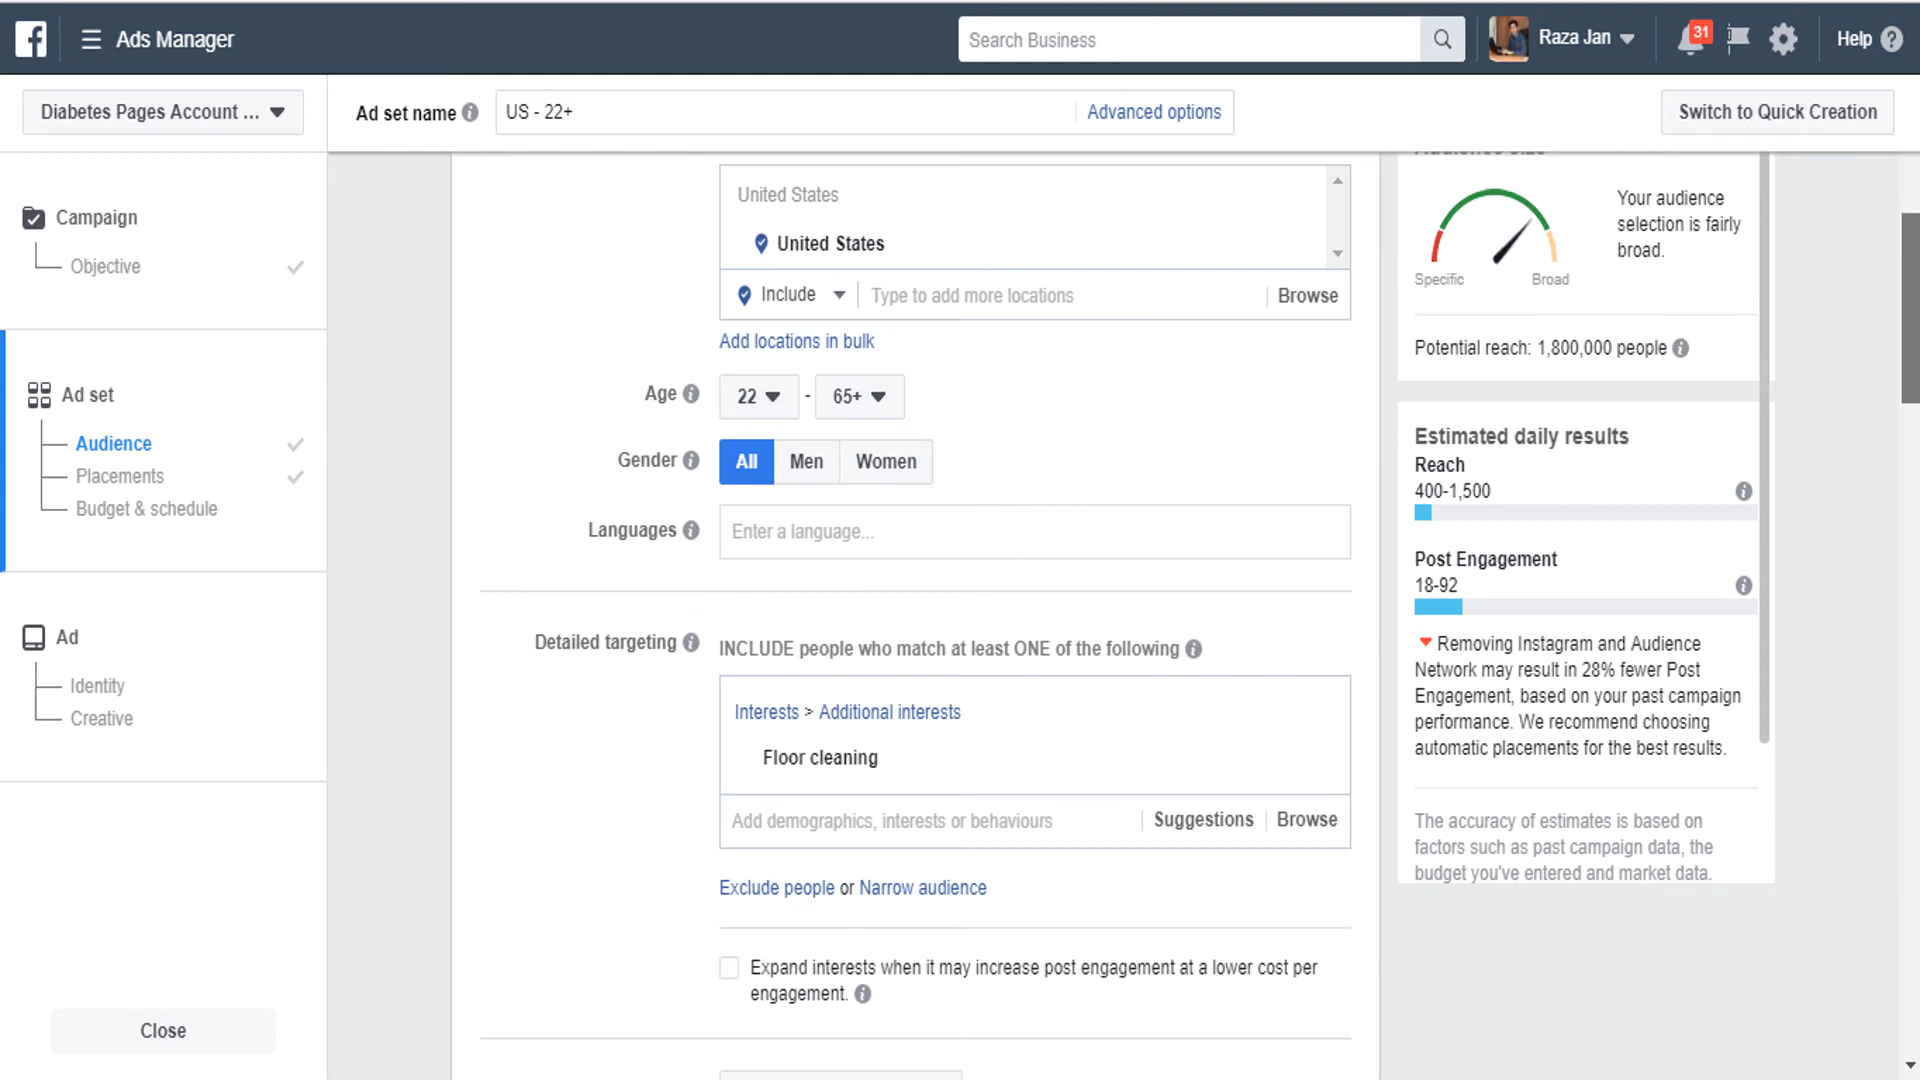 Ads Manager
Search Business
Raza Jan
31
Help
Diabetes Pages Account ...
Ad set name
US - 22+
Advanced options
Switch to Quick Creation
Campaign
Objective
Ad set
Audience
Placements
Budget & schedule
Ad
Identity
Creative
Close
United States
United States
Include
Type to add more locations
Browse
Add locations in bulk
Age
22
-
65+
Gender
All
Men
Women
Languages
Enter a language...
Detailed targeting
INCLUDE people who match at least ONE of the following
Interests > Additional interests
Floor cleaning
Add demographics, interests or behaviours
Suggestions
Browse
Exclude people or Narrow audience
Expand interests when it may increase post engagement at a lower cost per
engagement.
Your audience
selection is fairly
broad.
Specific
Broad
Potential reach: 1,800,000 people
Estimated daily results
Reach
400-1,500
Post Engagement
18-92
Removing Instagram and Audience
Network may result in 28% fewer Post
Engagement, based on your past campaign
performance. We recommend choosing
automatic placements for the best results.
The accuracy of estimates is based on
factors such as past campaign data, the
budget you've entered and market data.